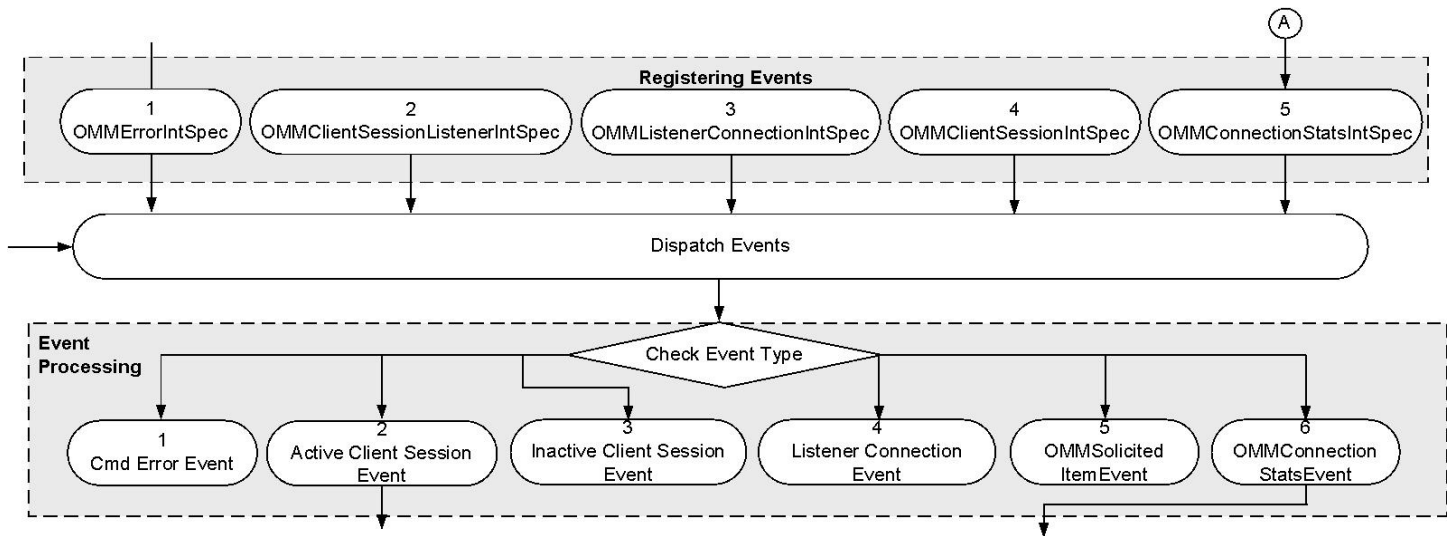 A
Registering Events
1
OMMErrorIntSpec
2
OMMClientSessionListenerIntSpec
3
OMMListenerConnectionIntSpec
4
OMMClientSessionIntSpec
5
OMMConnectionStatsIntSpec
Dispatch Events
Event
Processing
Check Event Type
1
Cmd Error Event
2
Active Client Session
Event
3
Inactive Client Session
Event
4
Listener Connection
Event
5
OMMSolicited
ItemEvent
6
OMMConnection
StatsEvent